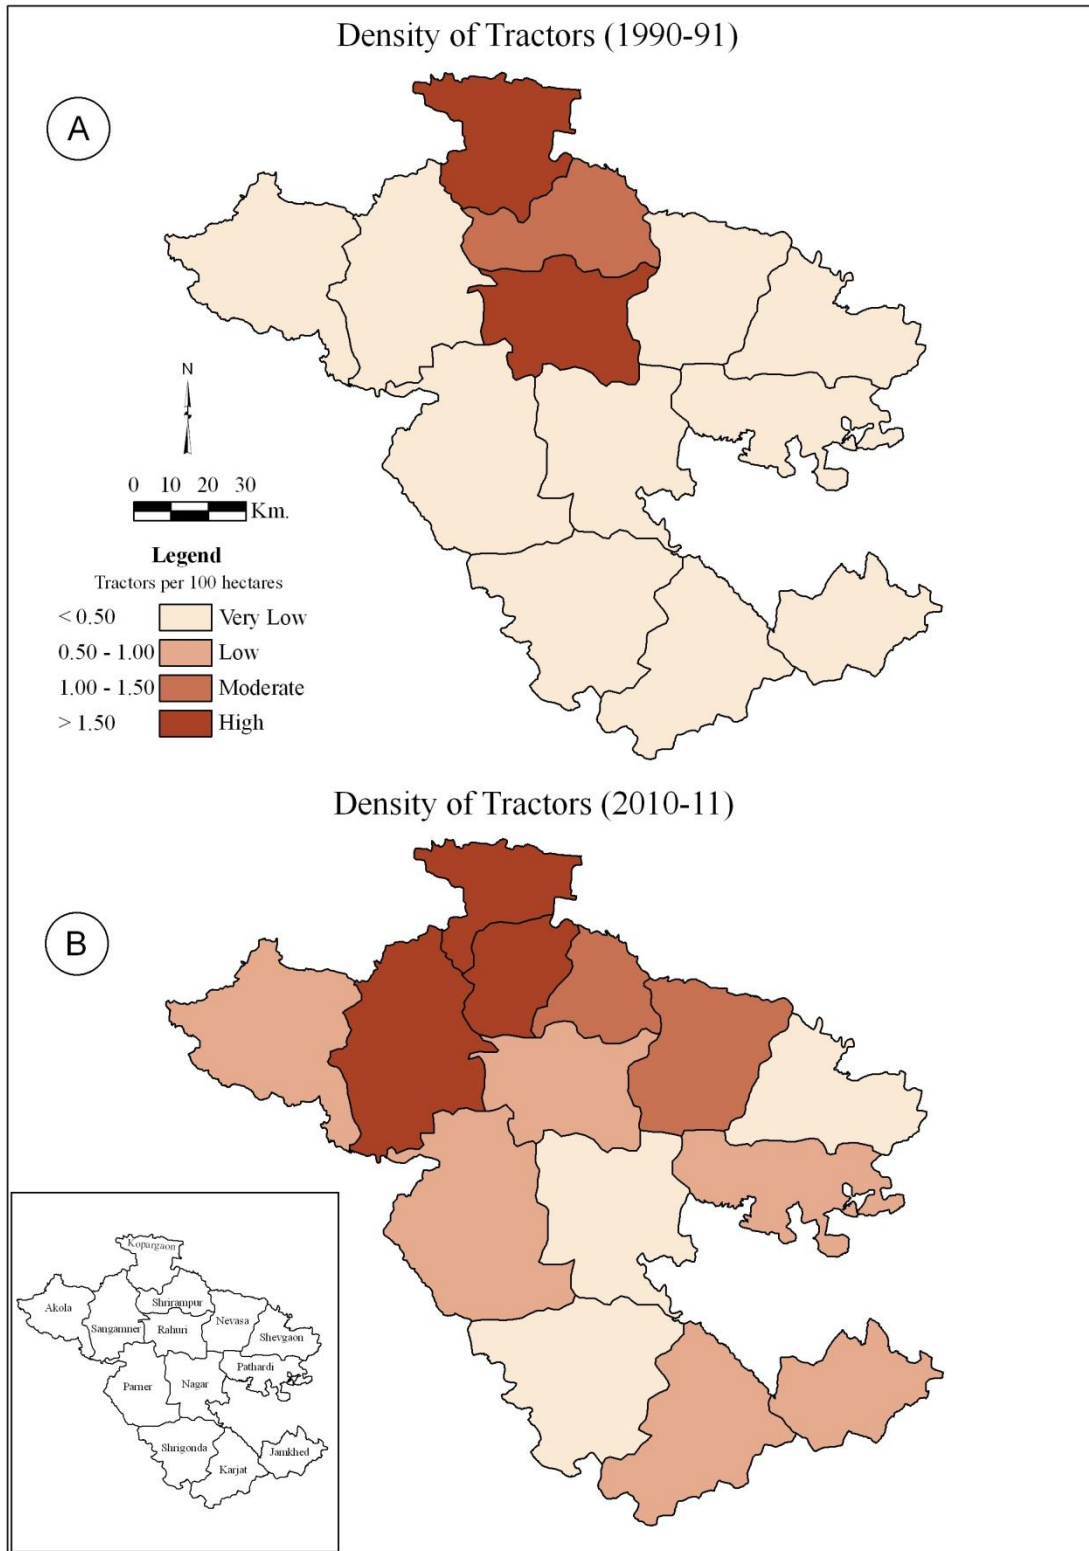 Density of Tractors (1990-91)
A
N
0 10 20 30
Km.
Legend
Tractors per 100 hectares
< 0.50 Very Low
0.50 - 1.00 Low
1.00 - 1.50 Moderate
> 1.50 High
Density of Tractors (2010-11)
B
Kopargaon
Akola
Shrirampur
Sangamner
Rahuri
Nevasa
Shevgaon
Pathardi
Parner
Nagar
Shrigonda
Jamkhed
Karjat